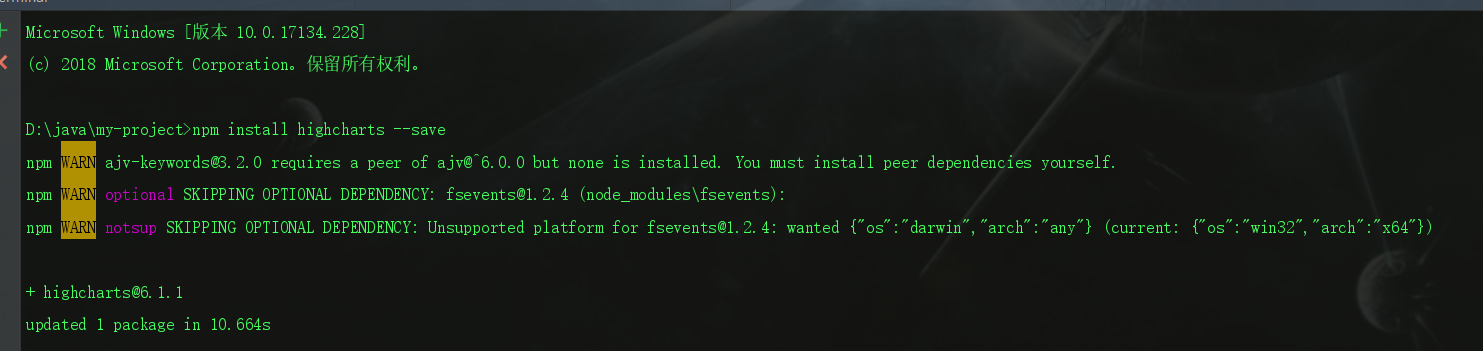 Microsoft Windows [版本 10.0.17134.228]
(c) 2018 Microsoft Corporation。保留所有权利。
D:\java\my-project>npm install highcharts --save
npm WARN ajv-keywords@3.2.0 requires a peer of ajv@^6.0.0 but none is installed. You must install peer dependencies yourself.
npm WARN optional SKIPPING OPTIONAL DEPENDENCY: fsevents@1.2.4 (node_modules\fsevents):
npm WARN notsup SKIPPING OPTIONAL DEPENDENCY: Unsupported platform for fsevents@1.2.4: wanted {"os":"darwin","arch":"any"} (current: {"os":"win32","arch":"x64"})
+ highcharts@6.1.1
updated 1 package in 10.664s